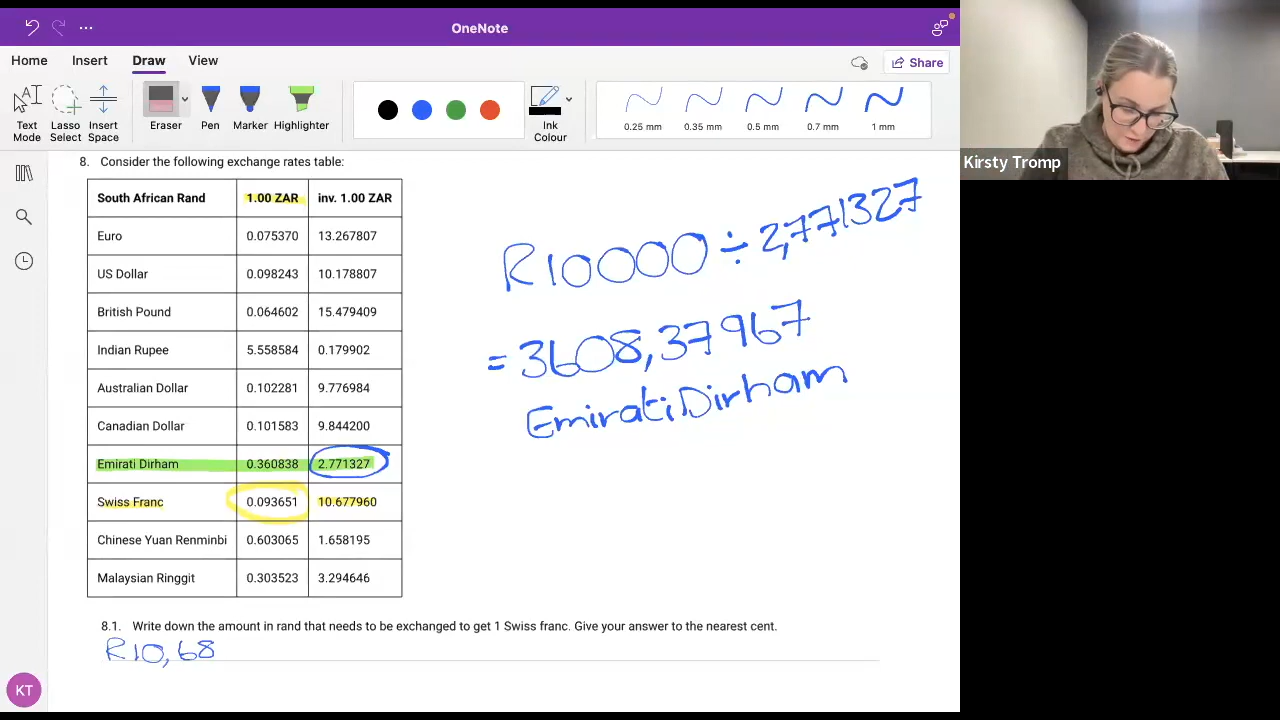 OneNote
Home Insert Draw View
Share
Text Mode
Lasso Select
Insert Space
Eraser
Pen
Marker
Highlighter
Ink Colour
0.25 mm 0.35 mm 0.5 mm 0.7 mm 1 mm
Kirsty Tromp
8. Consider the following exchange rates table:
South African Rand 1.00 ZAR inv. 1.00 ZAR
Euro 0.075370 13.267807
US Dollar 0.098243 10.178807
British Pound 0.064602 15.479409
Indian Rupee 5.558584 0.179902
Australian Dollar 0.102281 9.776984
Canadian Dollar 0.101583 9.844200
Emirati Dirham 0.360838 2.771327
Swiss Franc 0.093651 10.677960
Chinese Yuan Renminbi 0.603065 1.658195
Malaysian Ringgit 0.303523 3.294646
R10000 ÷ 2,771327
= 3608,37967
Emirati Dirham
8.1. Write down the amount in rand that needs to be exchanged to get 1 Swiss franc. Give your answer to the nearest cent.
R10,68
KT